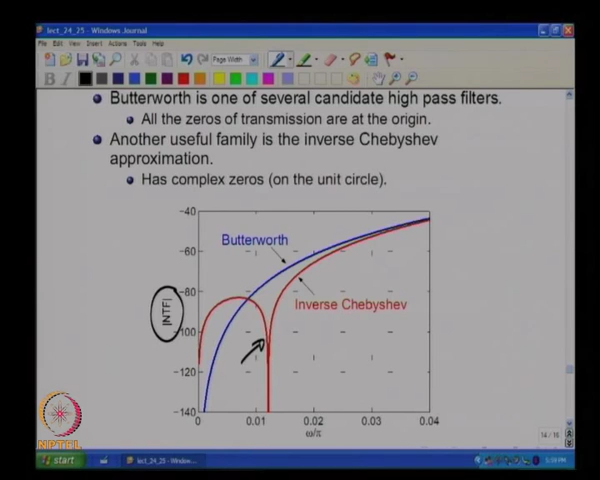 lect_24_25 - Windows Journal
File Edit View Insert Actions Tools Help
Page Width
B I
Butterworth is one of several candidate high pass filters.
All the zeros of transmission are at the origin.
Another useful family is the inverse Chebyshev
approximation.
Has complex zeros (on the unit circle).
−40
Butterworth
−60
−80
Inverse Chebyshev
|NTF|
−100
−120
−140
0 0.01 0.02 0.03 0.04
ω/π
NPTEL
14 / 16
start
lect_24_25 - Window...